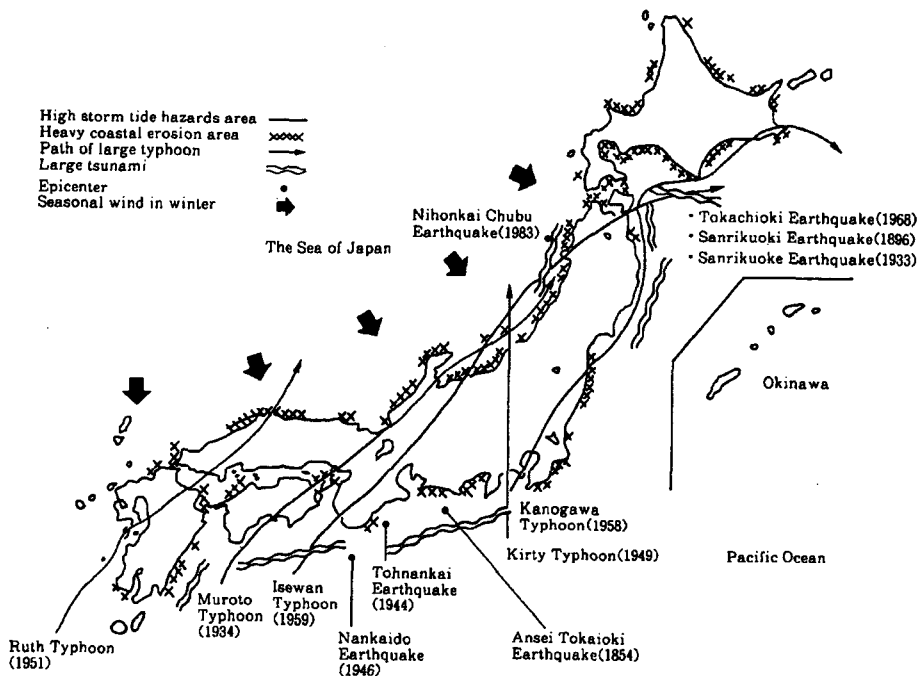 High storm tide hazards area
Heavy coastal erosion area
Path of large typhoon
Large tsunami
Epicenter
Seasonal wind in winter
The Sea of Japan
Nihonkai Chubu
Earthquake(1983)
· Tokachioki Earthquake(1968)
· Sanrikuoki Earthquake(1896)
· Sanrikuoke Earthquake(1933)
Okinawa
Kanogawa
Typhoon(1958)
Kirty Typhoon(1949)
Pacific Ocean
Tohnankai
Earthquake
(1944)
Isewan
Typhoon
(1959)
Muroto
Typhoon
(1934)
Nankaido
Earthquake
(1946)
Ansei Tokaioki
Earthquake(1854)
Ruth Typhoon
(1951)